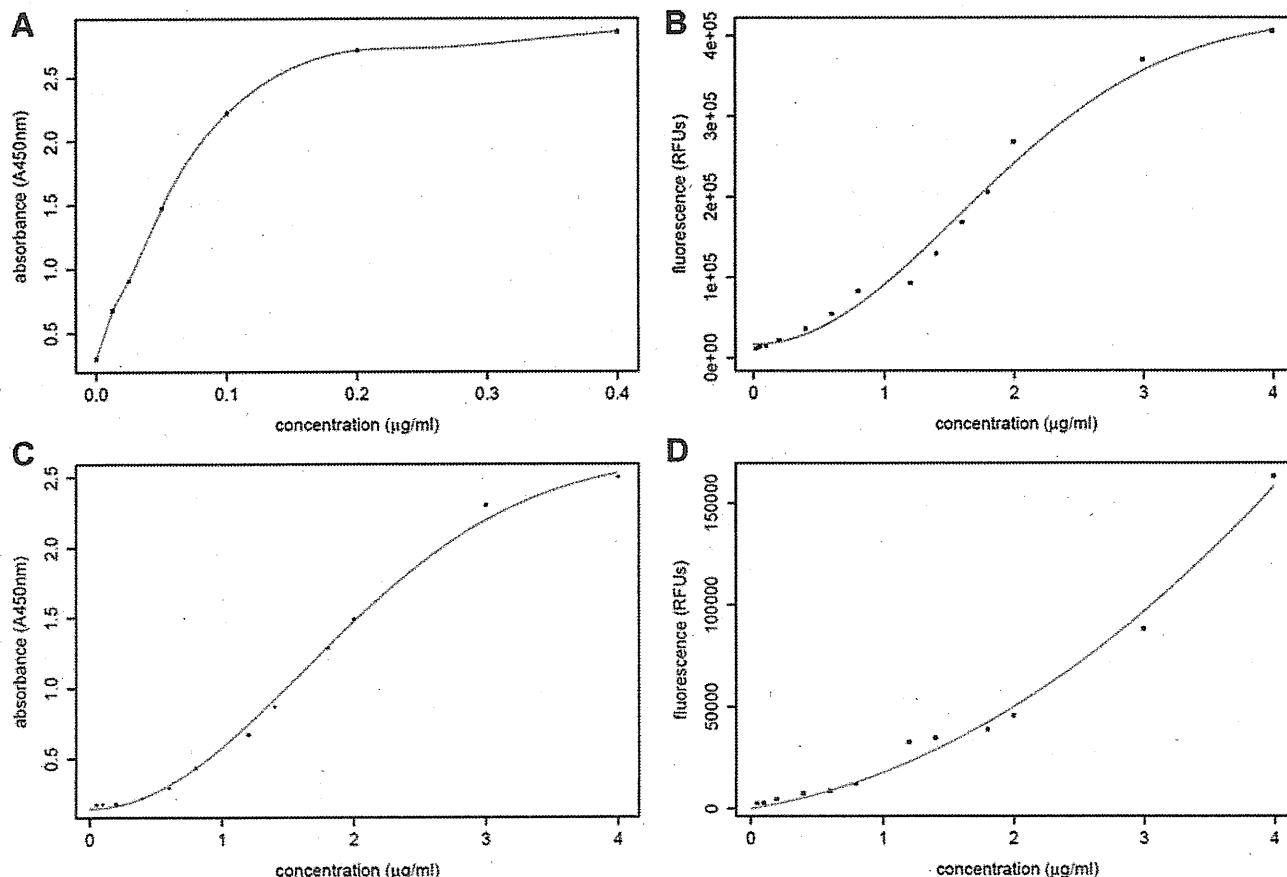 A
absorbance (A450nm)
2.5
2.0
1.5
1.0
0.5
0.0 0.1 0.2 0.3 0.4
concentration (µg/ml)
B
fluorescence (RFUs)
4e+05
3e+05
2e+05
1e+05
0e+00
0 1 2 3 4
concentration (µg/ml)
C
absorbance (A450nm)
2.5
2.0
1.5
1.0
0.5
0 1 2 3 4
concentration (µg/ml)
D
fluorescence (RFUs)
150000
100000
50000
0
0 1 2 3 4
concentration (µg/ml)